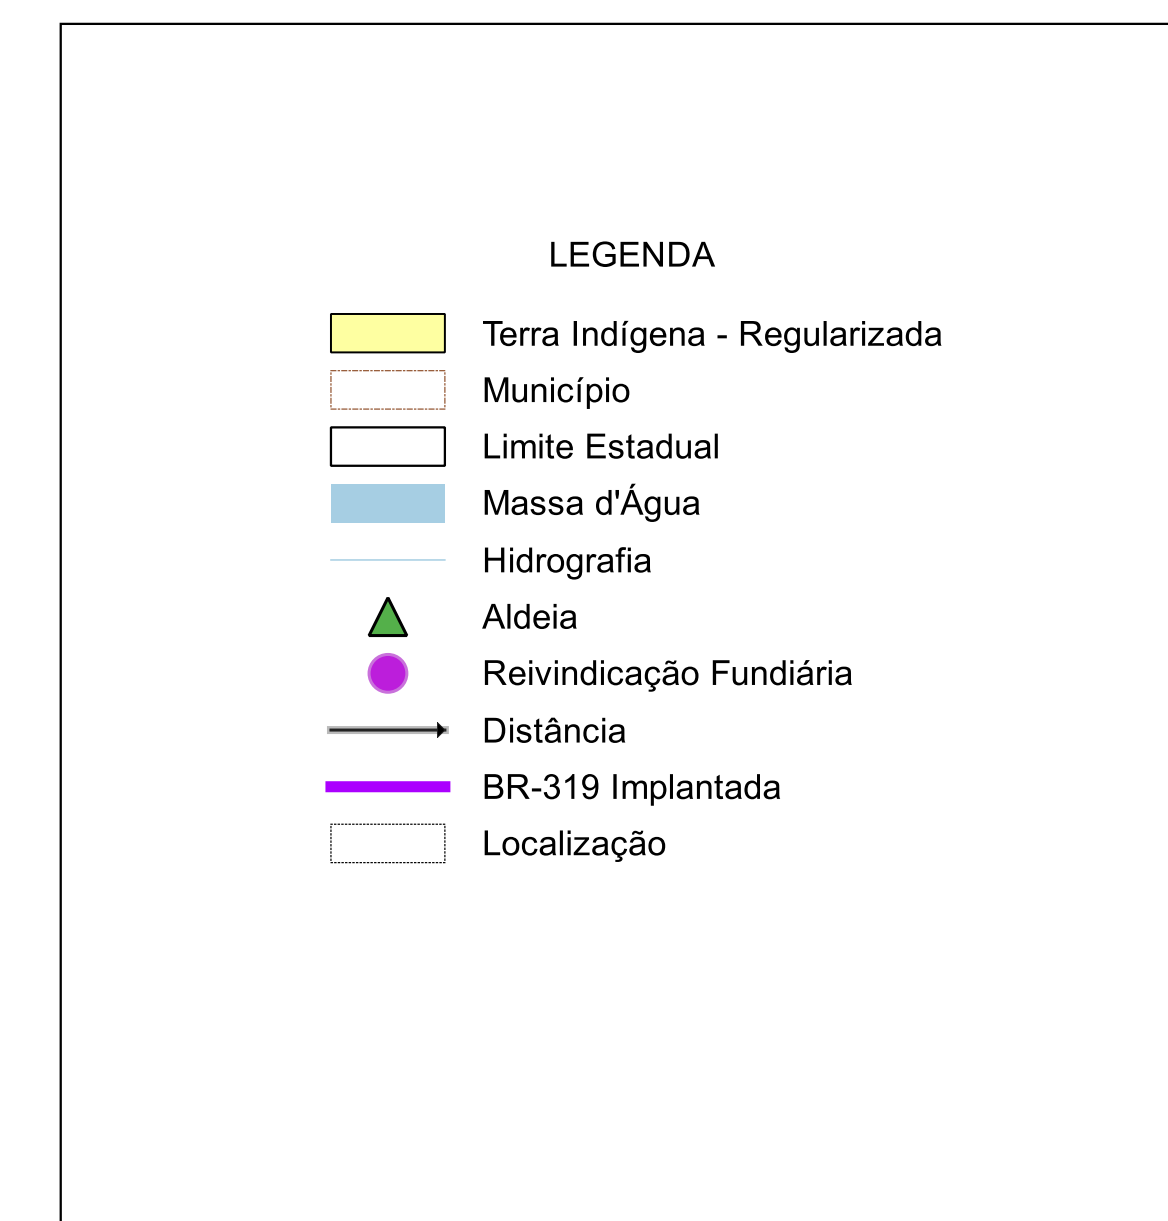 LEGENDA
Terra Indígena - Regularizada
Município
Limite Estadual
Massa d'Água
Hidrografia
Aldeia
Reivindicação Fundiária
Distância
BR-319 Implantada
Localização